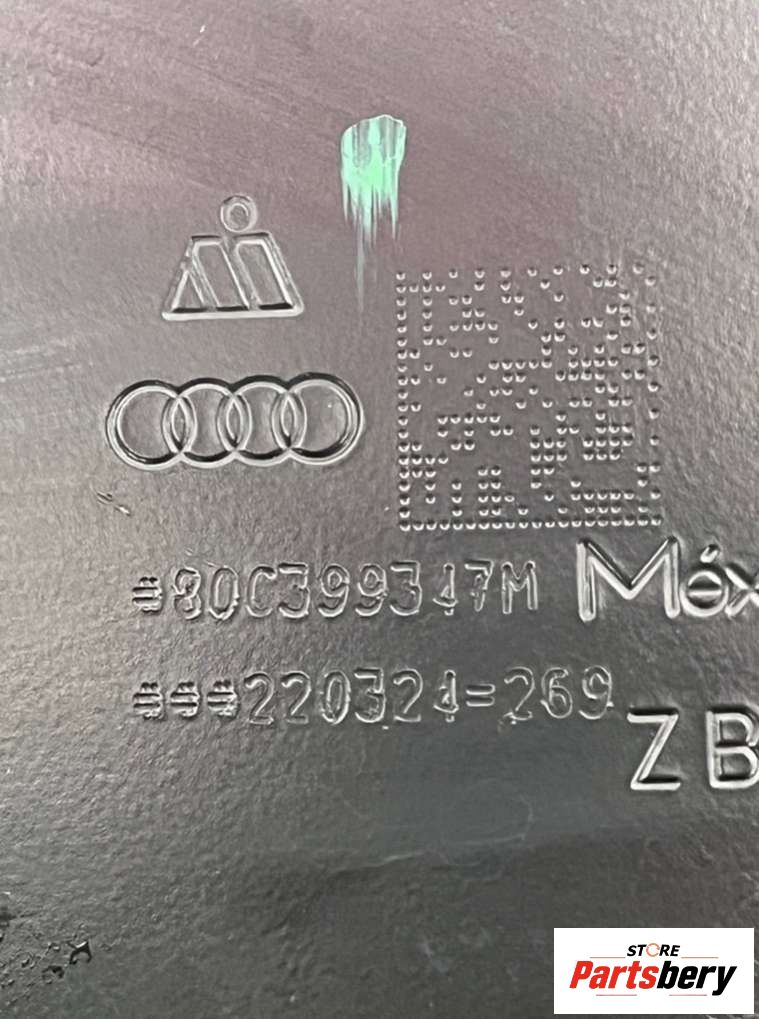 #80C399347M
Méx
###220324=269
ZB
STORE
Partsbery